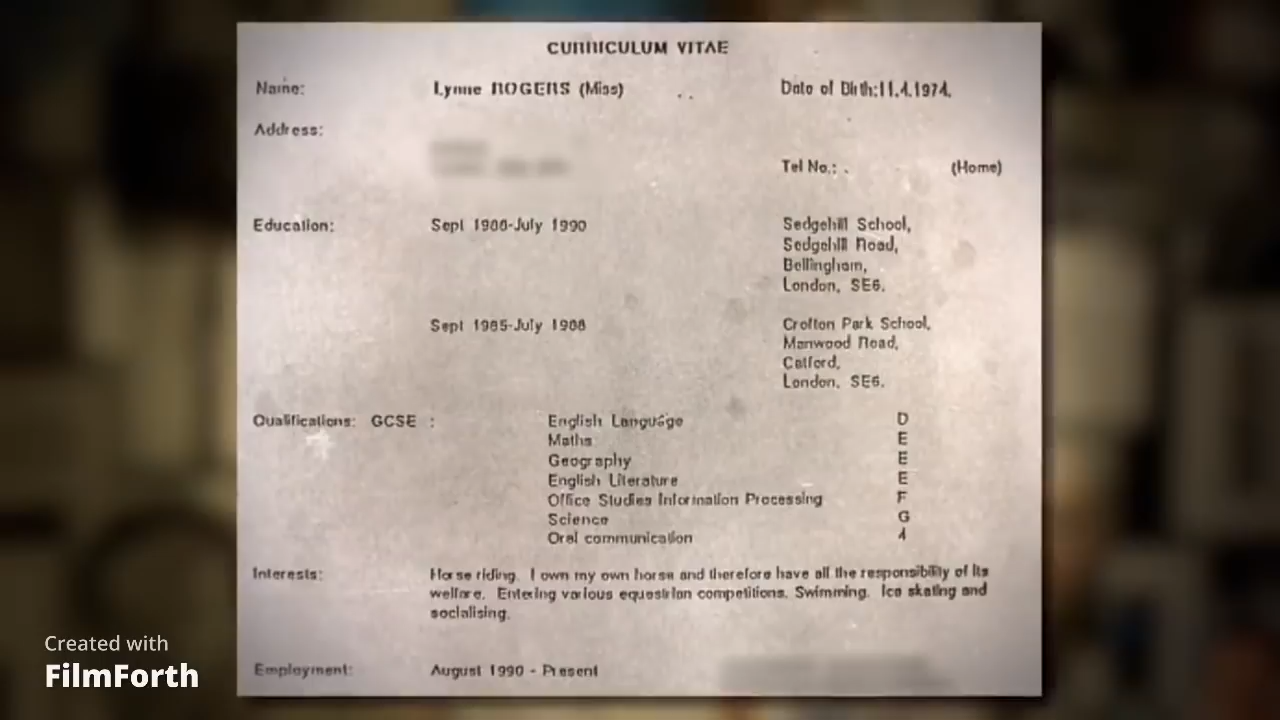 CURRICULUM VITAE
Name: Lynne ROGERS (Miss) Date of Birth:11.4.1974.
Address:
Tel No.: . (Home)
Education: Sept 1988-July 1990 Sedgehill School,
Sedgehill Road,
Bellingham,
London, SE6.
Sept 1985-July 1988 Crofton Park School,
Manwood Road,
Catford,
London, SE6.
Qualifications: GCSE : English Language D
Maths E
Geography E
English Literature E
Office Studies Information Processing F
Science G
Oral communication 4
Interests: Horse riding. I own my own horse and therefore have all the responsibility of its
welfare. Entering various equestrian competitions. Swimming. Ice skating and
socialising.
Employment: August 1990 - Present
Created with
FilmForth